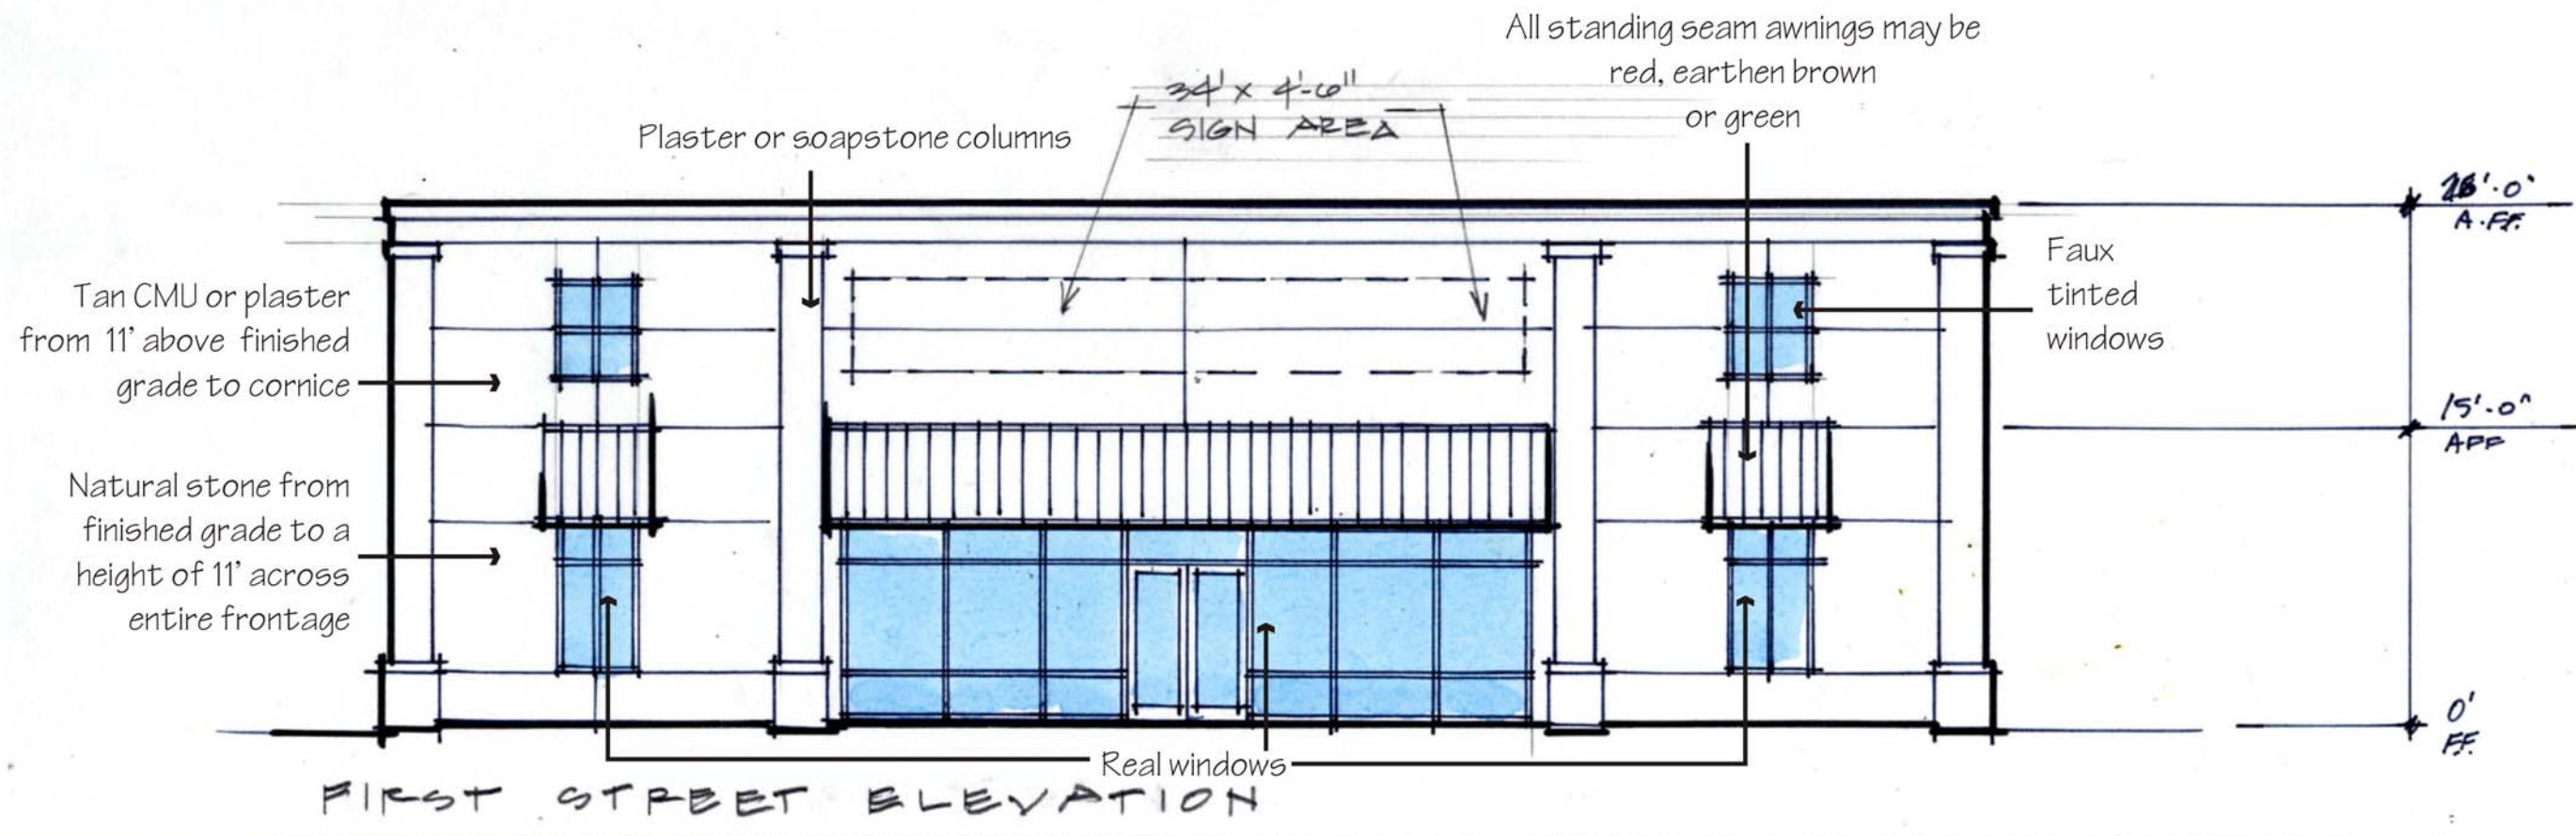 All standing seam awnings may be
red, earthen brown
or green
34' x 4'-6"
SIGN AREA
Plaster or soapstone columns
A.FF.
Faux
tinted
windows
Tan CMU or plaster
from 11' above finished
grade to cornice
15'-0"
AFF
Natural stone from
finished grade to a
height of 11' across
entire frontage
0'
FF.
Real windows
FIRST STREET ELEVATION